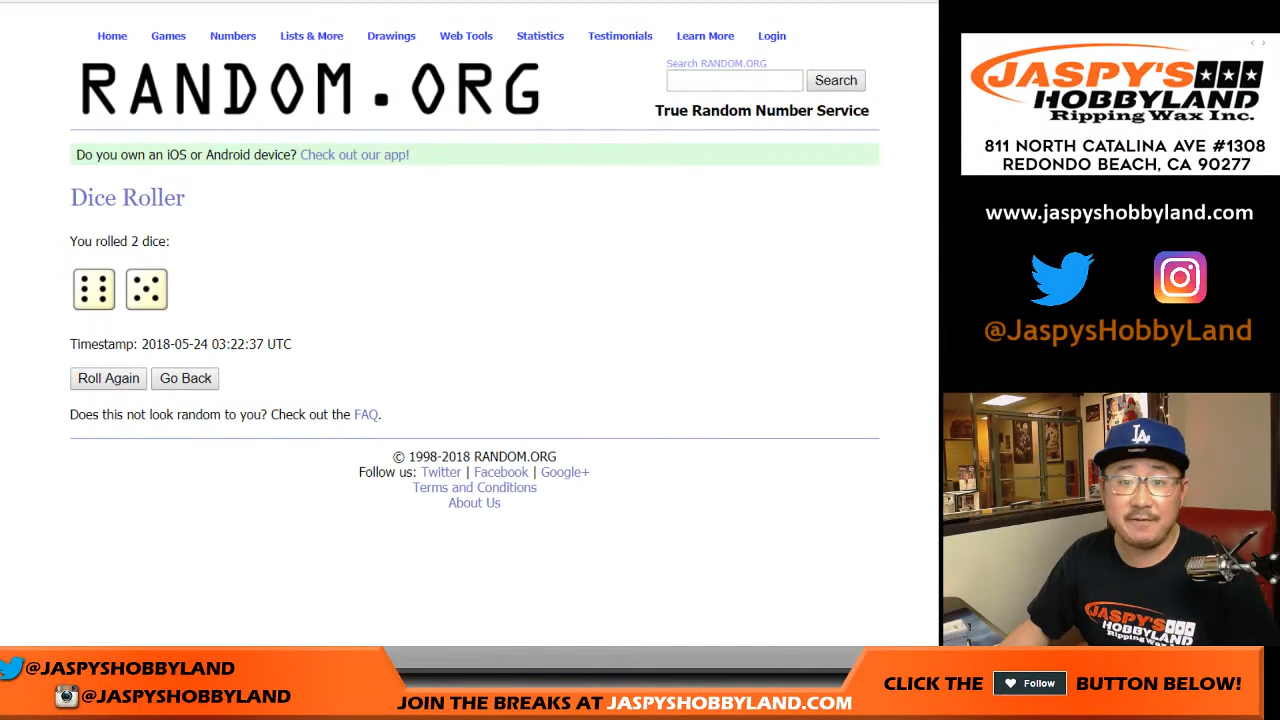 Home Games Numbers Lists & More Drawings Web Tools Statistics Testimonials Learn More Login
RANDOM.ORG
Search RANDOM.ORG
Search
True Random Number Service
Do you own an iOS or Android device? Check out our app!
Dice Roller
You rolled 2 dice:
Timestamp: 2018-05-24 03:22:37 UTC
Roll Again Go Back
Does this not look random to you? Check out the FAQ.
© 1998-2018 RANDOM.ORG
Follow us: Twitter | Facebook | Google+
Terms and Conditions
About Us
JASPY'S
HOBBYLAND
Ripping Wax Inc.
811 NORTH CATALINA AVE #1308
REDONDO BEACH, CA 90277
www.jaspyshobbyland.com
@JaspysHobbyLand
LA
JASPY'S
HOBBYLAND
Ripping Wax Inc.
@JASPYSHOBBYLAND
@JASPYSHOBBYLAND
JOIN THE BREAKS AT JASPYSHOBBYLAND.COM
CLICK THE Follow BUTTON BELOW!